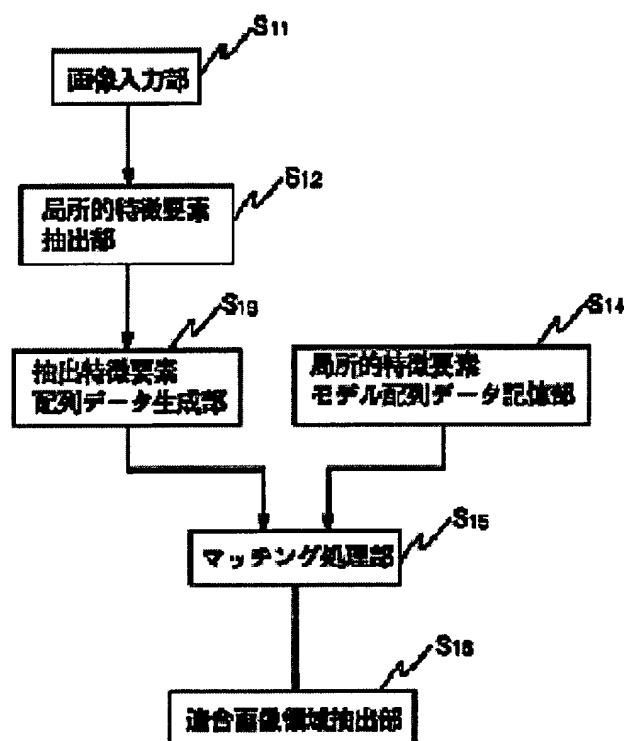 S11
画像入力部
S12
局所的特徴要素
抽出部
S13
抽出特徴要素
配列データ生成部
S14
局所的特徴要素
モデル配列データ記憶部
S15
マッチング処理部
S16
適合画像領域抽出部